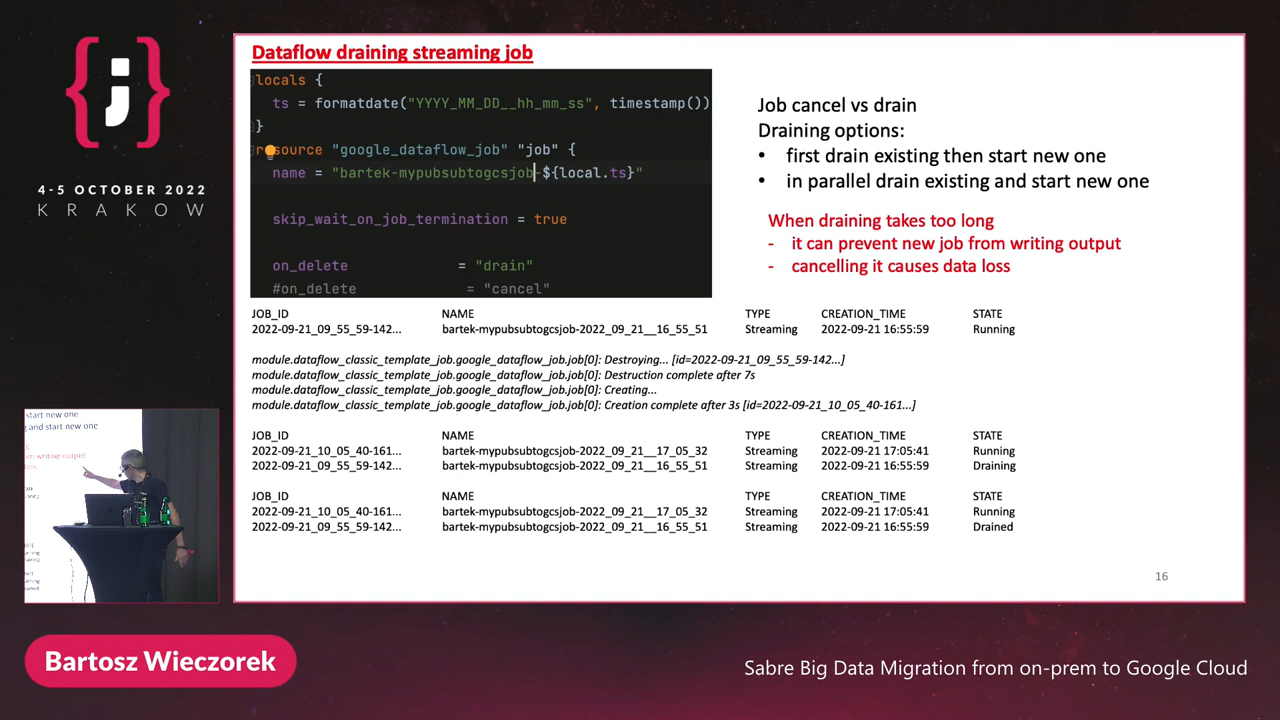 {;}
4-5 OCTOBER 2022
KRAKOW
Dataflow draining streaming job
locals {
ts = formatdate("YYYY_MM_DD__hh_mm_ss", timestamp())
}
resource "google_dataflow_job" "job" {
name = "bartek-mypubsubtogcsjob-${local.ts}"
skip_wait_on_job_termination = true
on_delete = "drain"
#on_delete = "cancel"
Job cancel vs drain
Draining options:
• first drain existing then start new one
• in parallel drain existing and start new one
When draining takes too long
- it can prevent new job from writing output
- cancelling it causes data loss
JOB_ID NAME TYPE CREATION_TIME STATE
2022-09-21_09_55_59-142... bartek-mypubsubtogcsjob-2022_09_21__16_55_51 Streaming 2022-09-21 16:55:59 Running
module.dataflow_classic_template_job.google_dataflow_job.job[0]: Destroying... [id=2022-09-21_09_55_59-142...]
module.dataflow_classic_template_job.google_dataflow_job.job[0]: Destruction complete after 7s
module.dataflow_classic_template_job.google_dataflow_job.job[0]: Creating...
module.dataflow_classic_template_job.google_dataflow_job.job[0]: Creation complete after 3s [id=2022-09-21_10_05_40-161...]
JOB_ID NAME TYPE CREATION_TIME STATE
2022-09-21_10_05_40-161... bartek-mypubsubtogcsjob-2022_09_21__17_05_32 Streaming 2022-09-21 17:05:41 Running
2022-09-21_09_55_59-142... bartek-mypubsubtogcsjob-2022_09_21__16_55_51 Streaming 2022-09-21 16:55:59 Draining
JOB_ID NAME TYPE CREATION_TIME STATE
2022-09-21_10_05_40-161... bartek-mypubsubtogcsjob-2022_09_21__17_05_32 Streaming 2022-09-21 17:05:41 Running
2022-09-21_09_55_59-142... bartek-mypubsubtogcsjob-2022_09_21__16_55_51 Streaming 2022-09-21 16:55:59 Drained
16
start new one
g and start new one
writing output
Bartosz Wieczorek
Sabre Big Data Migration from on-prem to Google Cloud